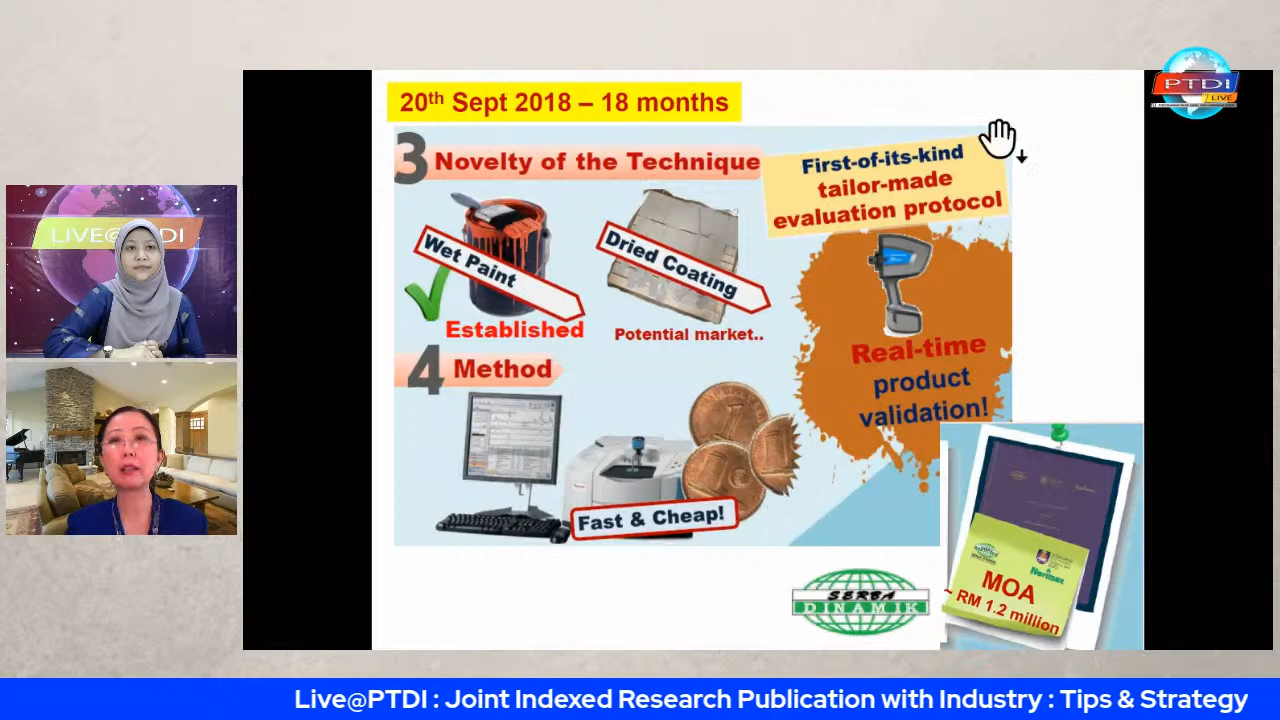 20th Sept 2018 – 18 months
PTDI
LIVE
3 Novelty of the Technique
First-of-its-kind
tailor-made
evaluation protocol
LIVE@PTDI
Wet Paint
Dried Coating
Established
Potential market..
4 Method
Real-time
product
validation!
Fast & Cheap!
SERBA
DINAMIK
Norimax
MOA
~ RM 1.2 million
Live@PTDI : Joint Indexed Research Publication with Industry : Tips & Strategy